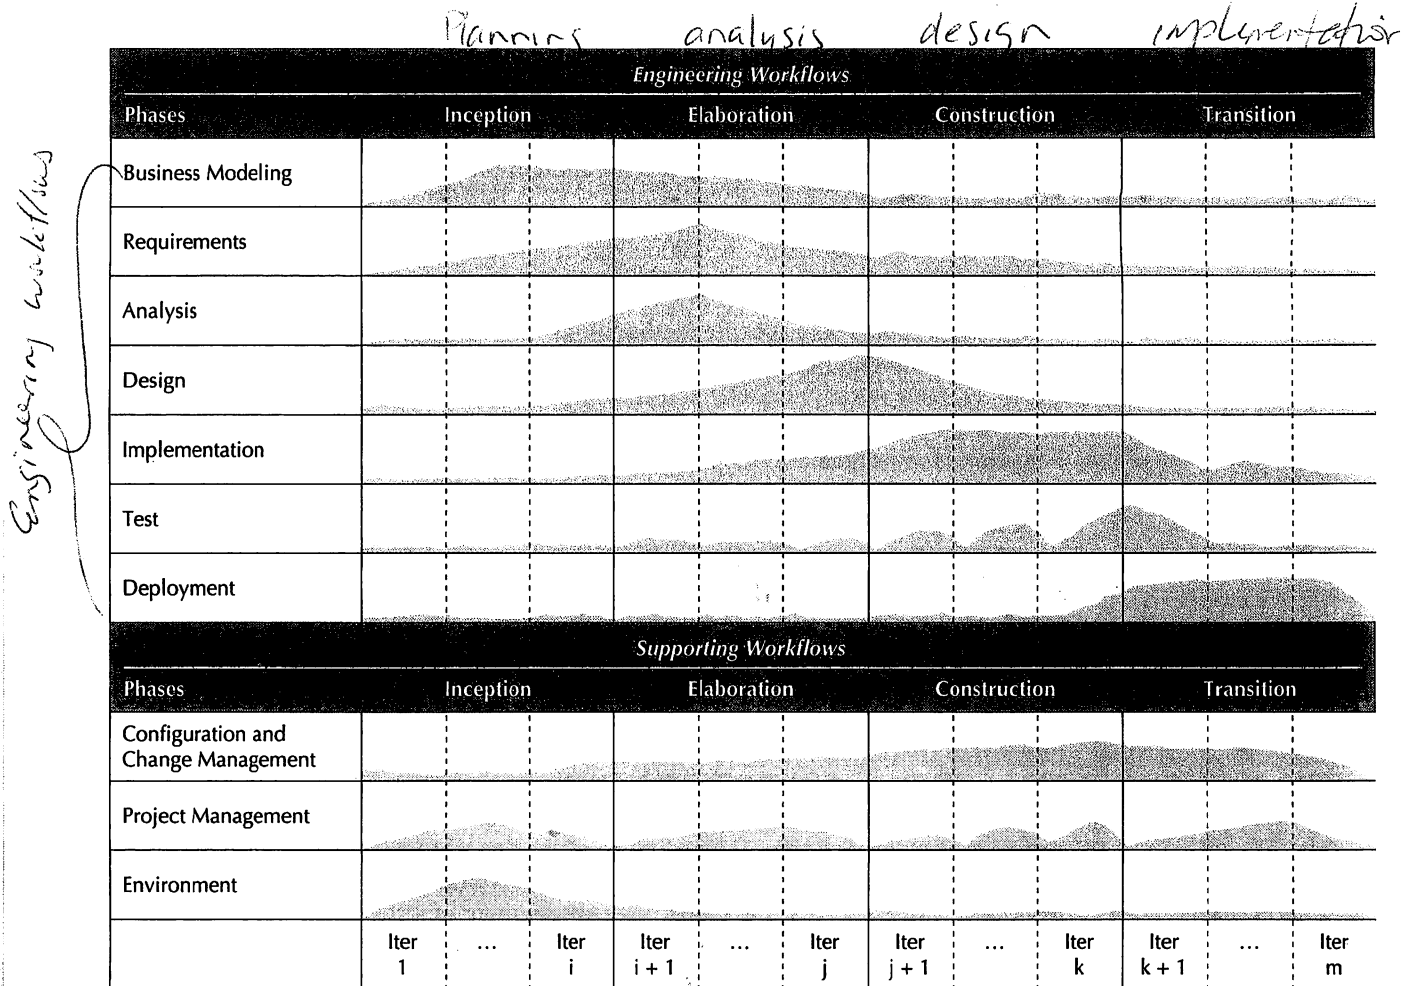 Planning analysis design implementation
Engineering Workflows
Phases Inception Elaboration Construction Transition
Engineering workflows
Business Modeling
Requirements
Analysis
Design
Implementation
Test
Deployment
Supporting Workflows
Phases Inception Elaboration Construction Transition
Configuration and
Change Management
Project Management
Environment
Iter ... Iter Iter ... Iter Iter ... Iter Iter ... Iter
1 i i + 1 j j + 1 k k + 1 m